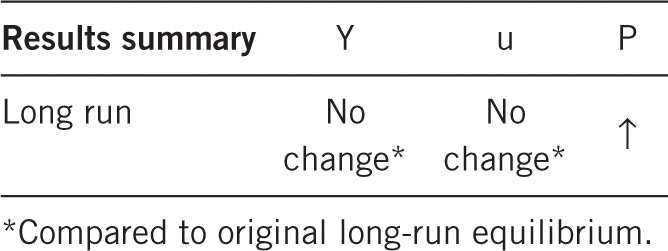 Results summary Y u P
Long run No No ↑
change* change*
*Compared to original long-run equilibrium.